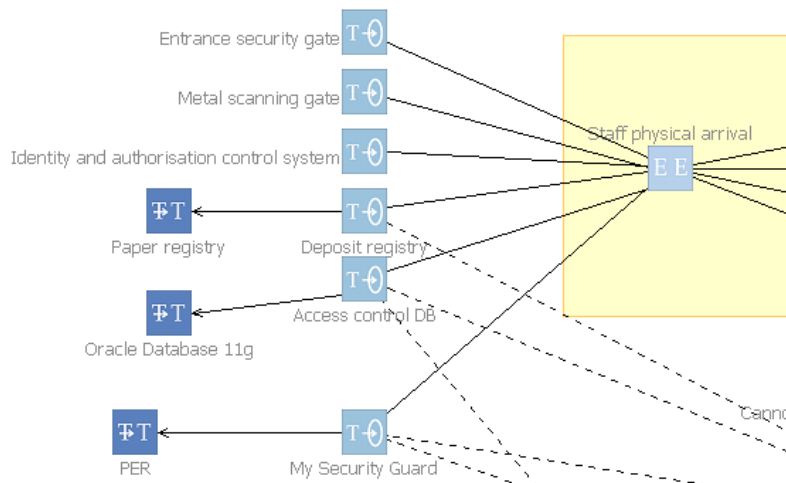 Entrance security gate
T
Metal scanning gate
T
Staff physical arrival
E E
Identity and authorisation control system
T
T T
Paper registry
T
Deposit registry
T
Access control DB
T T
Oracle Database 11g
T T
PER
T
My Security Guard